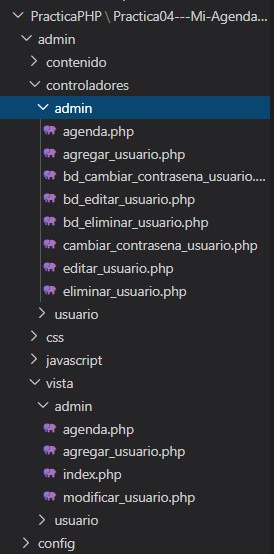 PracticaPHP \ Practica04---Mi-Agenda...
admin
contenido
controladores
admin
agenda.php
agregar_usuario.php
bd_cambiar_contrasena_usuario....
bd_editar_usuario.php
bd_eliminar_usuario.php
cambiar_contrasena_usuario.php
editar_usuario.php
eliminar_usuario.php
usuario
css
javascript
vista
admin
agenda.php
agregar_usuario.php
index.php
modificar_usuario.php
usuario
config